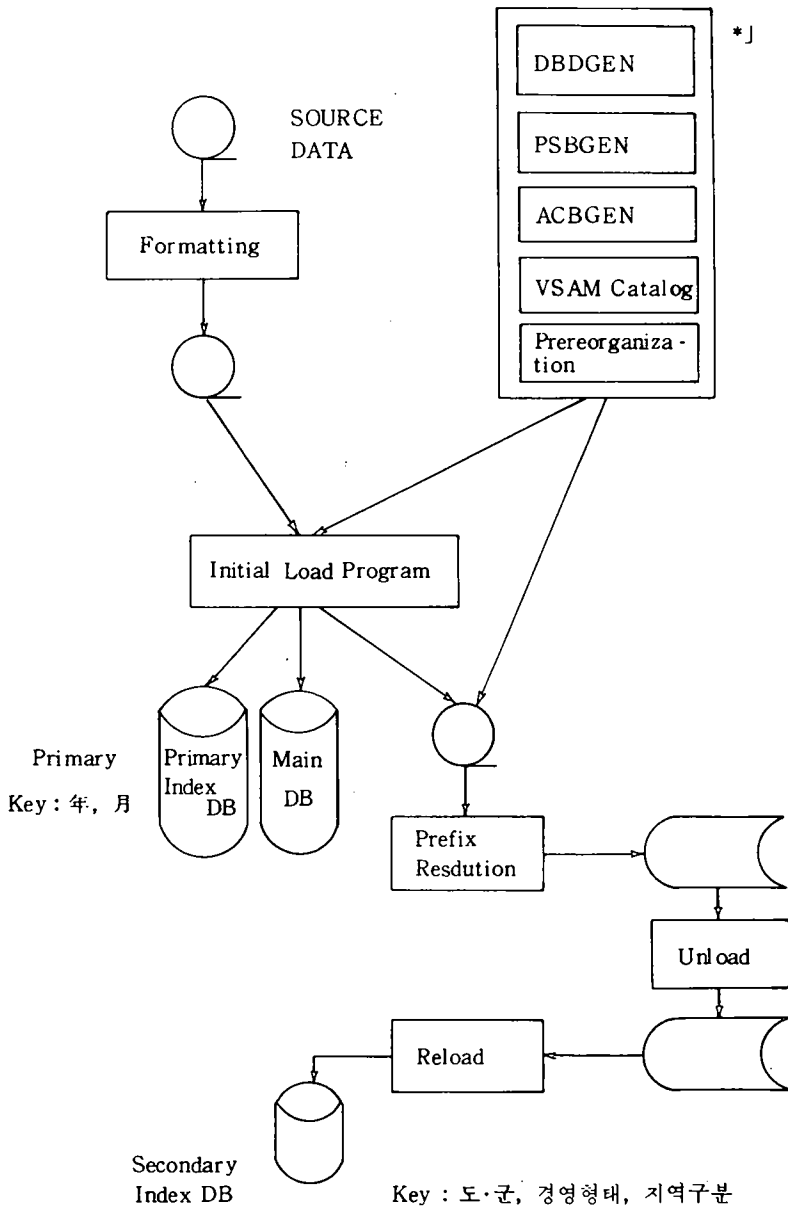 *」
DBDGEN
SOURCE
DATA
PSBGEN
ACBGEN
Formatting
VSAM Catalog
Prereorganiza-
tion
Initial Load Program
Primary
Key : 年, 月
Primary
Index
DB
Main
DB
Prefix
Resdution
Unload
Reload
Secondary
Index DB
Key : 도·군, 경영형태, 지역구분